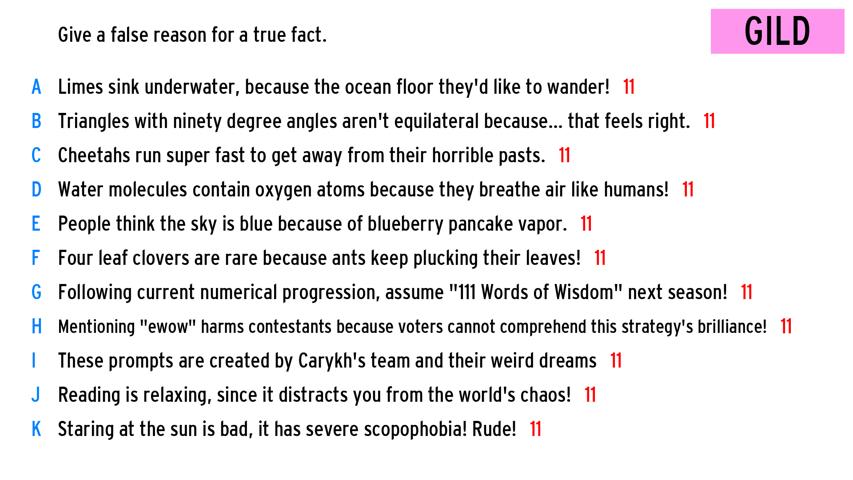 Give a false reason for a true fact.
GILD
A Limes sink underwater, because the ocean floor they'd like to wander! 11
B Triangles with ninety degree angles aren't equilateral because... that feels right. 11
C Cheetahs run super fast to get away from their horrible pasts. 11
D Water molecules contain oxygen atoms because they breathe air like humans! 11
E People think the sky is blue because of blueberry pancake vapor. 11
F Four leaf clovers are rare because ants keep plucking their leaves! 11
G Following current numerical progression, assume "111 Words of Wisdom" next season! 11
H Mentioning "ewow" harms contestants because voters cannot comprehend this strategy's brilliance! 11
I These prompts are created by Carykh's team and their weird dreams 11
J Reading is relaxing, since it distracts you from the world's chaos! 11
K Staring at the sun is bad, it has severe scopophobia! Rude! 11